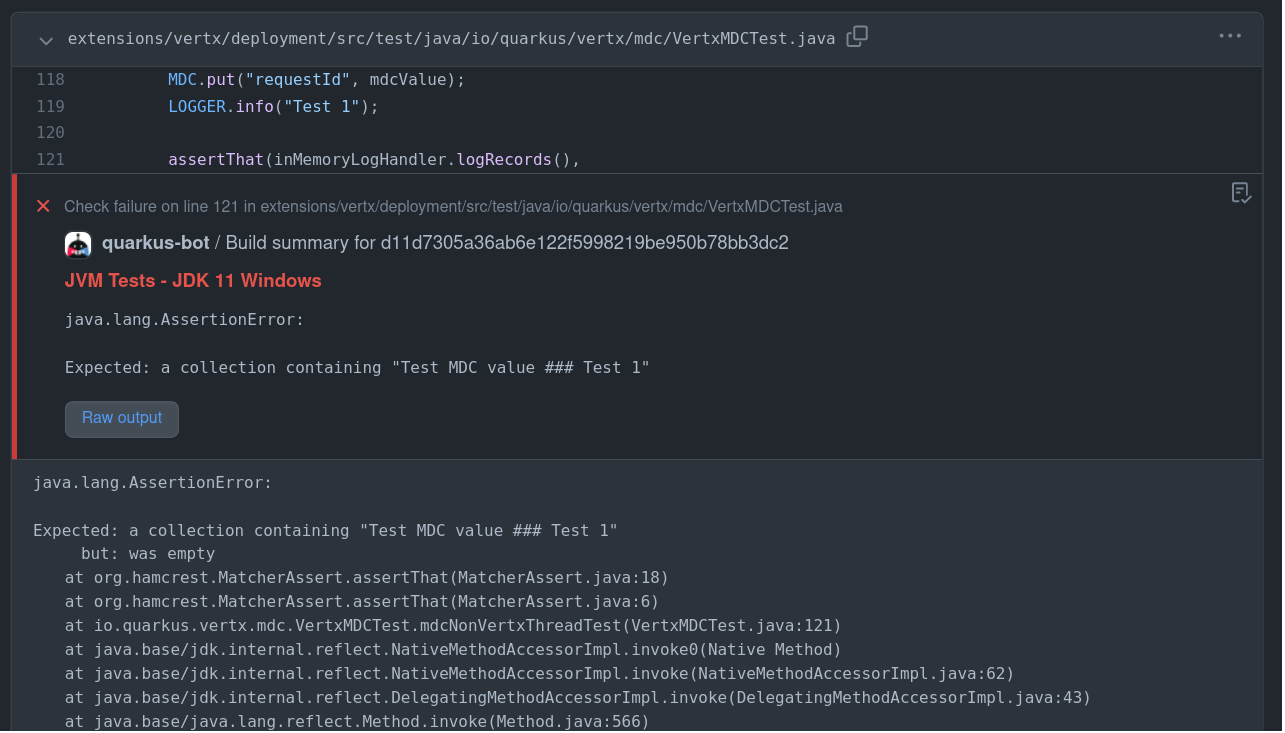 extensions/vertx/deployment/src/test/java/io/quarkus/vertx/mdc/VertxMDCTest.java
118 MDC.put("requestId", mdcValue);
119 LOGGER.info("Test 1");
120
121 assertThat(inMemoryLogHandler.logRecords(),
Check failure on line 121 in extensions/vertx/deployment/src/test/java/io/quarkus/vertx/mdc/VertxMDCTest.java
quarkus-bot / Build summary for d11d7305a36ab6e122f5998219be950b78bb3dc2
JVM Tests - JDK 11 Windows
java.lang.AssertionError:
Expected: a collection containing "Test MDC value ### Test 1"
Raw output
java.lang.AssertionError:
Expected: a collection containing "Test MDC value ### Test 1"
but: was empty
at org.hamcrest.MatcherAssert.assertThat(MatcherAssert.java:18)
at org.hamcrest.MatcherAssert.assertThat(MatcherAssert.java:6)
at io.quarkus.vertx.mdc.VertxMDCTest.mdcNonVertxThreadTest(VertxMDCTest.java:121)
at java.base/jdk.internal.reflect.NativeMethodAccessorImpl.invoke0(Native Method)
at java.base/jdk.internal.reflect.NativeMethodAccessorImpl.invoke(NativeMethodAccessorImpl.java:62)
at java.base/jdk.internal.reflect.DelegatingMethodAccessorImpl.invoke(DelegatingMethodAccessorImpl.java:43)
at java.base/java.lang.reflect.Method.invoke(Method.java:566)